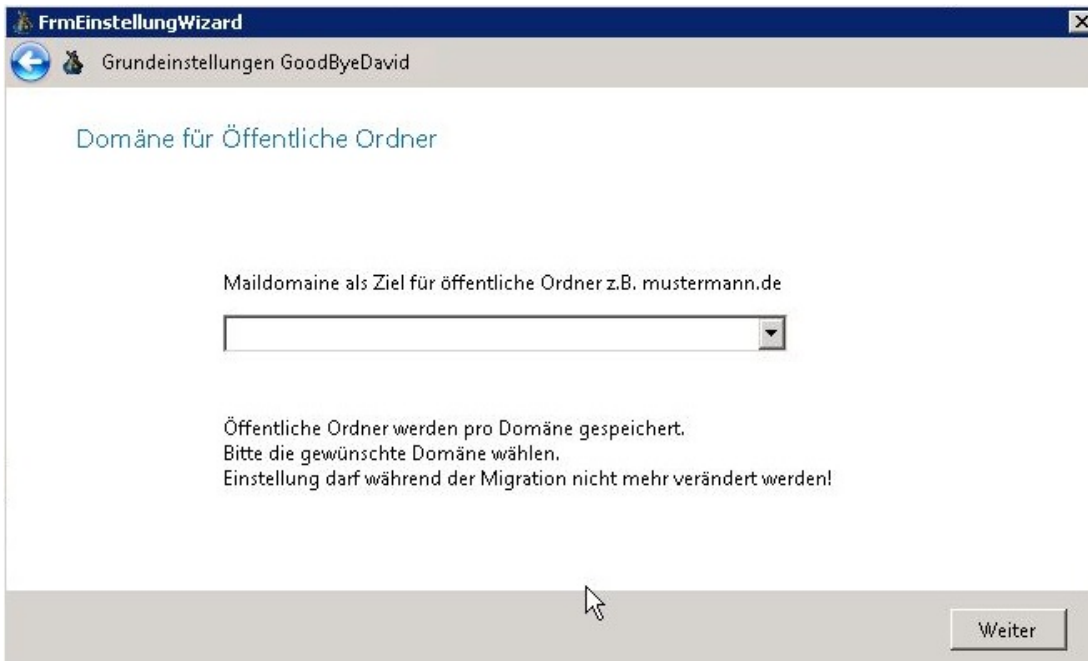 FrmEinstellungWizard
Grundeinstellungen GoodByeDavid
Domäne für Öffentliche Ordner
Maildomaine als Ziel für öffentliche Ordner z.B. mustermann.de
Öffentliche Ordner werden pro Domäne gespeichert.
Bitte die gewünschte Domäne wählen.
Einstellung darf während der Migration nicht mehr verändert werden!
Weiter